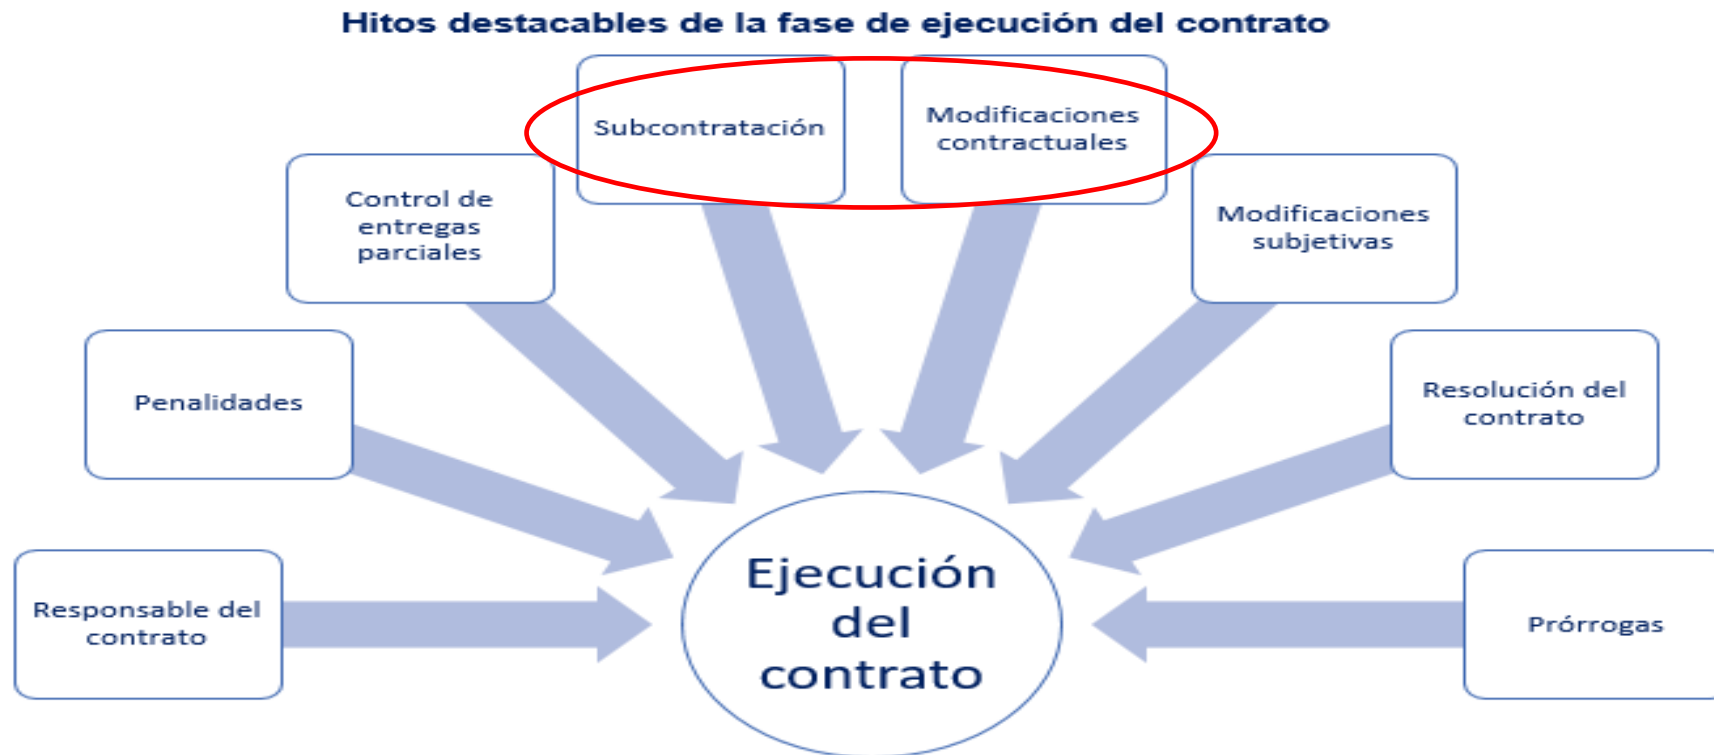 Hitos destacables de la fase de ejecución del contrato
Subcontratación
Modificaciones
contractuales
Control de
entregas
parciales
Modificaciones
subjetivas
Penalidades
Resolución del
contrato
Responsable del
contrato
Prórrogas
Ejecución
del
contrato